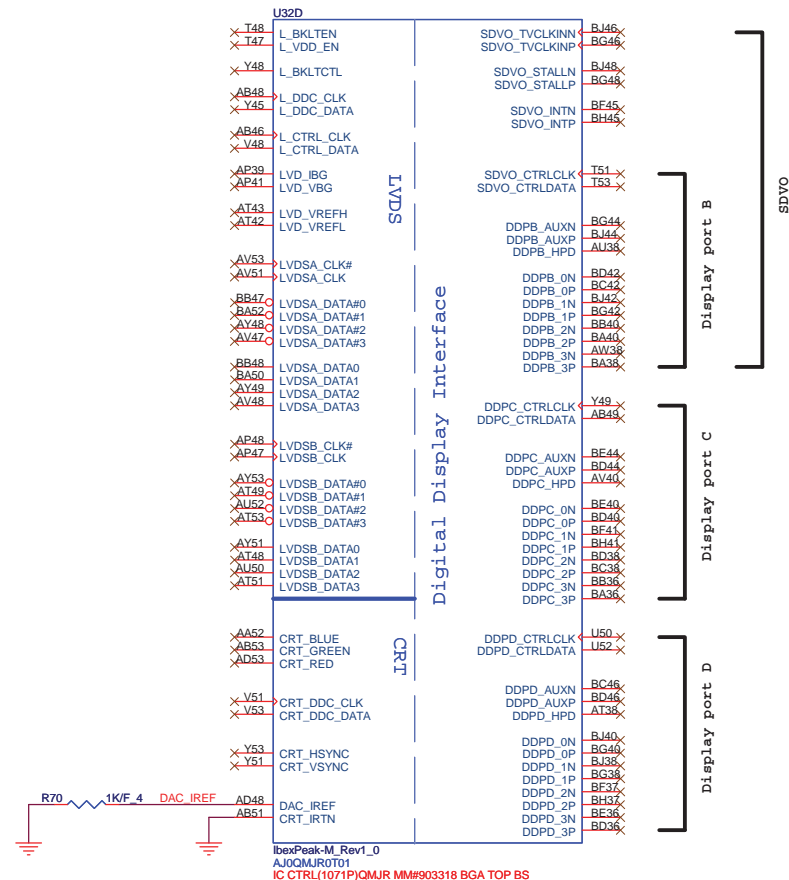 U32D
T48 L_BKLTEN
T47 L_VDD_EN
Y48 L_BKLTCTL
AB48 L_DDC_CLK
Y45 L_DDC_DATA
AB46 L_CTRL_CLK
V48 L_CTRL_DATA
AP39 LVD_IBG
AP41 LVD_VBG
AT43 LVD_VREFH
AT42 LVD_VREFL
AV53 LVDSA_CLK#
AV51 LVDSA_CLK
BB47 LVDSA_DATA#0
BA52 LVDSA_DATA#1
AY48 LVDSA_DATA#2
AV47 LVDSA_DATA#3
BB48 LVDSA_DATA0
BA50 LVDSA_DATA1
AY49 LVDSA_DATA2
AV48 LVDSA_DATA3
AP48 LVDSB_CLK#
AP47 LVDSB_CLK
AY53 LVDSB_DATA#0
AT49 LVDSB_DATA#1
AU52 LVDSB_DATA#2
AT53 LVDSB_DATA#3
AY51 LVDSB_DATA0
AT48 LVDSB_DATA1
AU50 LVDSB_DATA2
AT51 LVDSB_DATA3
AA52 CRT_BLUE
AB53 CRT_GREEN
AD53 CRT_RED
V51 CRT_DDC_CLK
V53 CRT_DDC_DATA
Y53 CRT_HSYNC
Y51 CRT_VSYNC
R70 1K/F_4 DAC_IREF AD48 DAC_IREF
AB51 CRT_IRTN
LVDS
CRT
Digital Display Interface
SDVO_TVCLKINN BJ46
SDVO_TVCLKINP BG46
SDVO_STALLN BJ48
SDVO_STALLP BG48
SDVO_INTN BF45
SDVO_INTP BH45
SDVO_CTRLCLK T51
SDVO_CTRLDATA T53
DDPB_AUXN BG44
DDPB_AUXP BJ44
DDPB_HPD AU38
DDPB_0N BD42
DDPB_0P BC42
DDPB_1N BJ42
DDPB_1P BG42
DDPB_2N BB40
DDPB_2P BA40
DDPB_3N AW38
DDPB_3P BA38
DDPC_CTRLCLK Y49
DDPC_CTRLDATA AB49
DDPC_AUXN BE44
DDPC_AUXP BD44
DDPC_HPD AV40
DDPC_0N BE40
DDPC_0P BD40
DDPC_1N BF41
DDPC_1P BH41
DDPC_2N BD38
DDPC_2P BC38
DDPC_3N BB36
DDPC_3P BA36
DDPD_CTRLCLK U50
DDPD_CTRLDATA U52
DDPD_AUXN BC46
DDPD_AUXP BD46
DDPD_HPD AT38
DDPD_0N BJ40
DDPD_0P BG40
DDPD_1N BJ38
DDPD_1P BG38
DDPD_2N BF37
DDPD_2P BH37
DDPD_3N BE36
DDPD_3P BD36
Display port B
SDVO
Display port C
Display port D
IbexPeak-M_Rev1_0
AJ0QMJR0T01
IC CTRL(1071P)QMJR MM#903318 BGA TOP BS